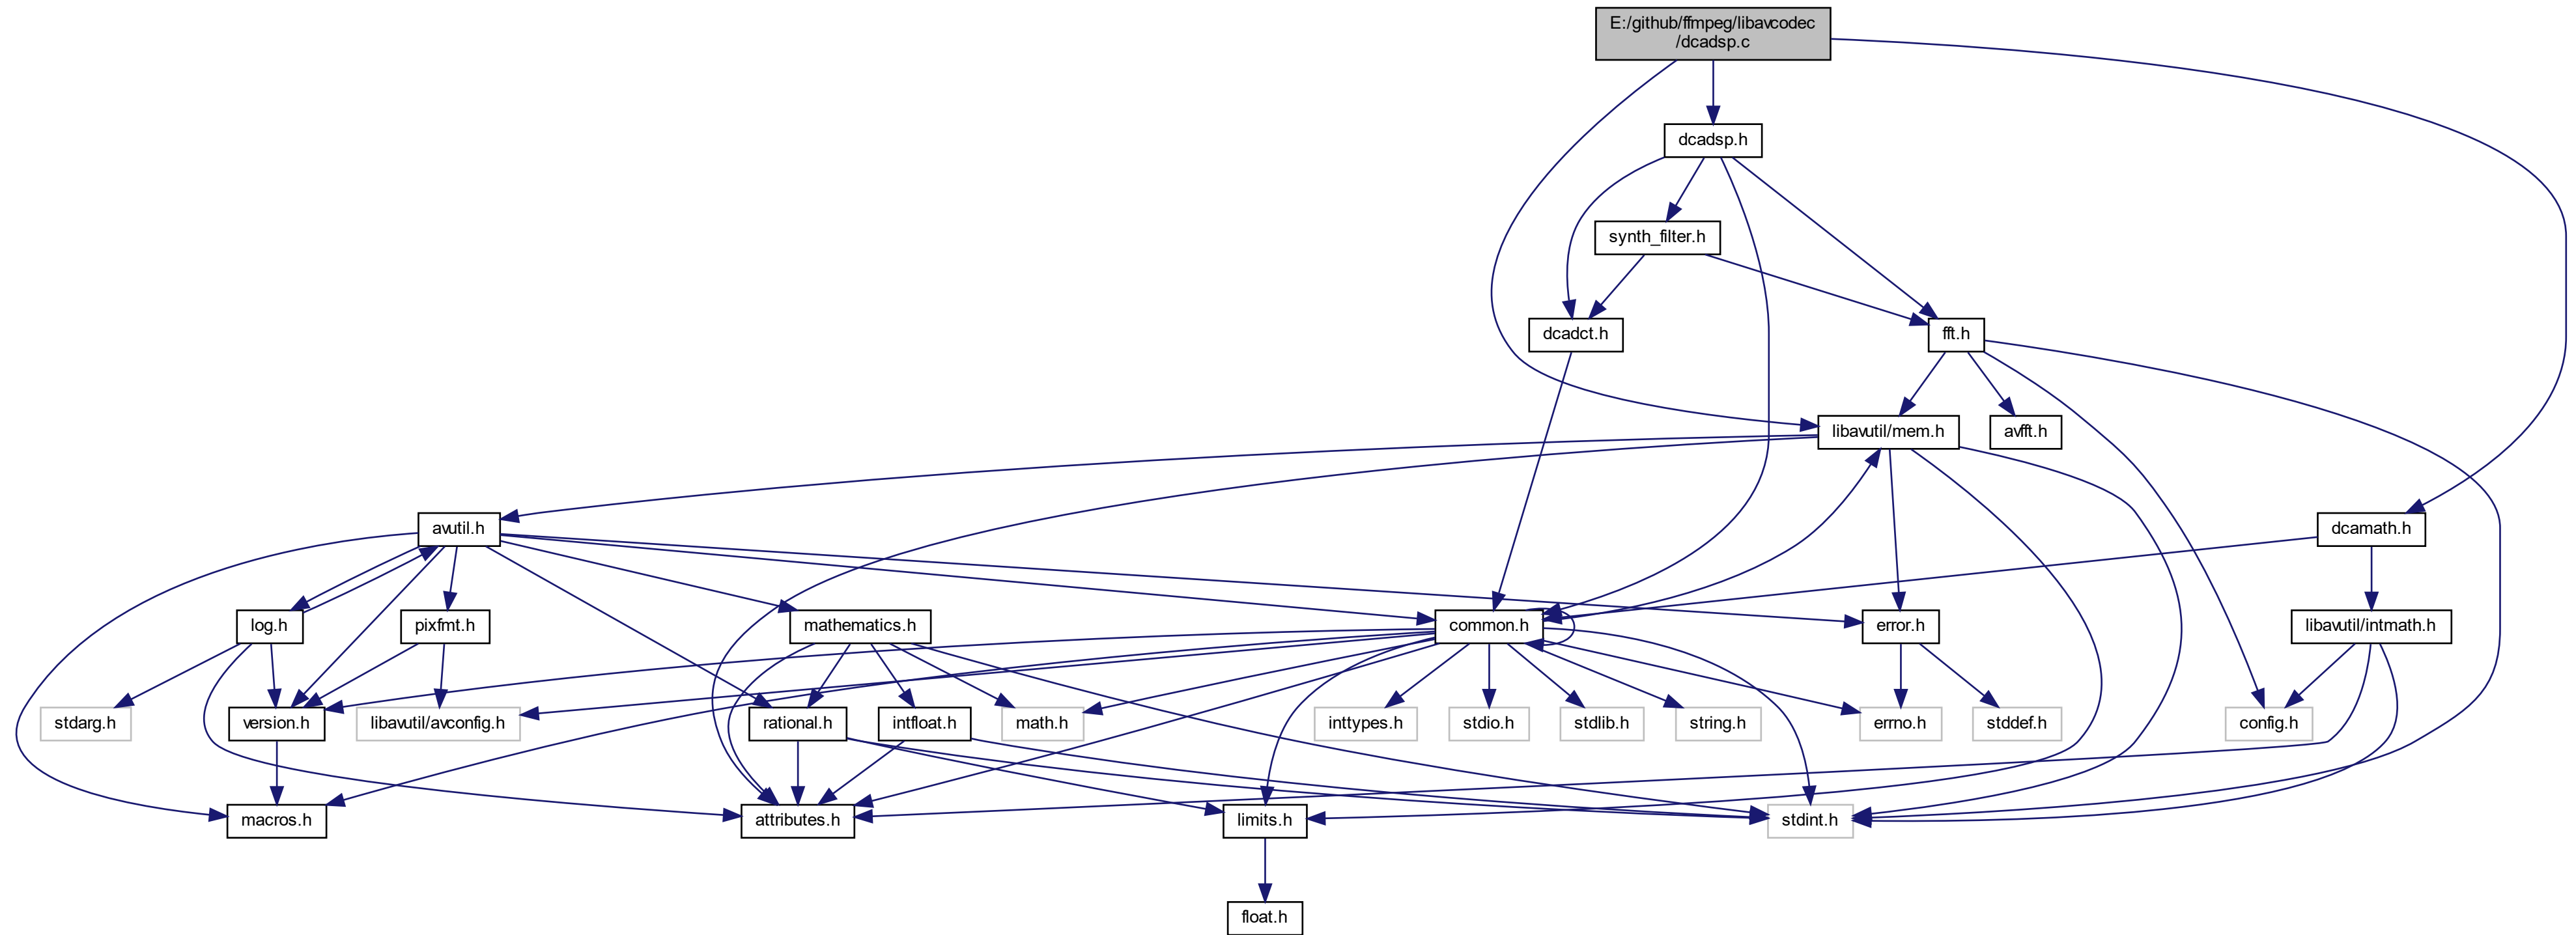 E:/github/ffmpeg/libavcodec
/dcadsp.c
dcadsp.h
synth_filter.h
dcadct.h
fft.h
libavutil/mem.h
avfft.h
avutil.h
dcamath.h
log.h
pixfmt.h
mathematics.h
common.h
error.h
libavutil/intmath.h
stdarg.h
version.h
libavutil/avconfig.h
rational.h
intfloat.h
math.h
inttypes.h
stdio.h
stdlib.h
string.h
errno.h
stddef.h
config.h
macros.h
attributes.h
limits.h
stdint.h
float.h